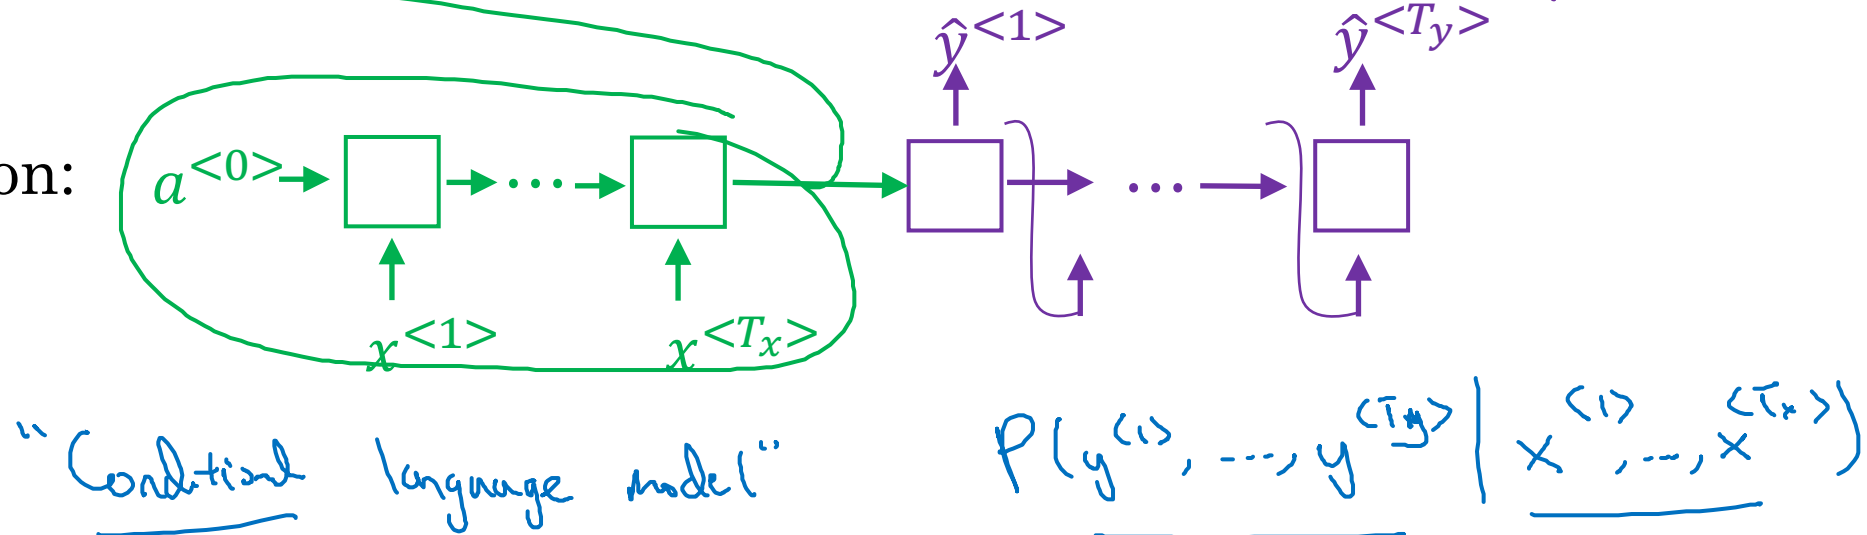 ŷ<1> ŷ<Ty>
on: a<0> ... ...
x<1> x<Tx>
"Conditional language model" P(y<1>, ..., y<Ty> | x<1>, ..., x<Tx>)